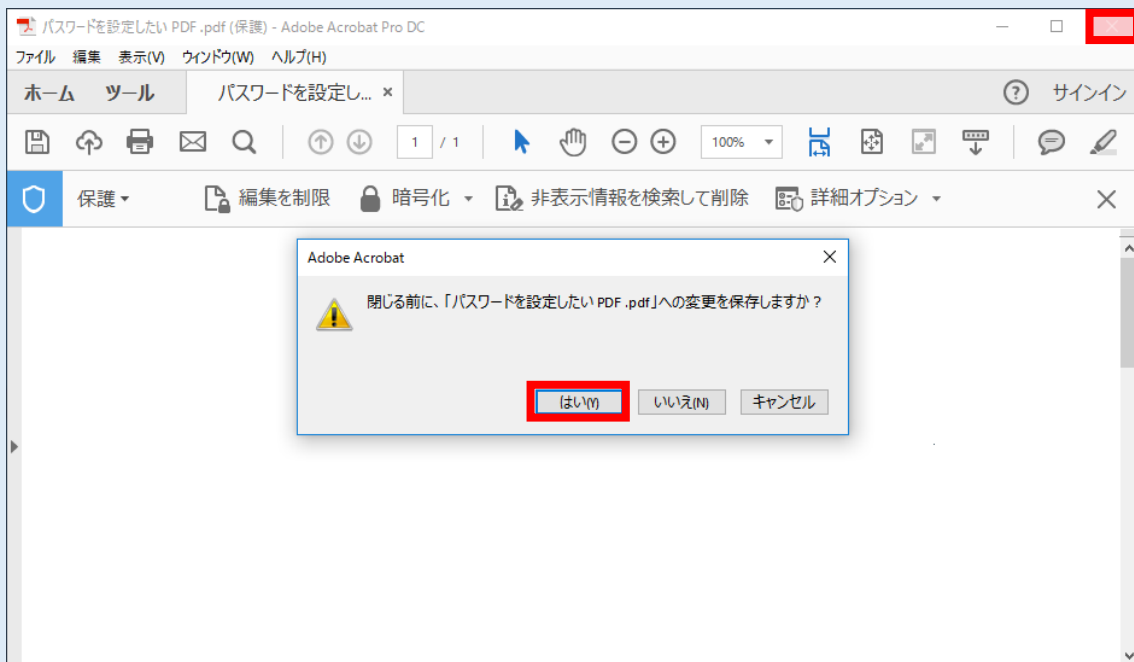 パスワードを設定したい PDF .pdf (保護) - Adobe Acrobat Pro DC
ファイル 編集 表示(V) ウィンドウ(W) ヘルプ(H)
ホーム ツール パスワードを設定し... × ? サインイン
1 / 1 100%
保護 編集を制限 暗号化 非表示情報を検索して削除 詳細オプション
Adobe Acrobat
閉じる前に、「パスワードを設定したい PDF .pdf」への変更を保存しますか？
はい(Y) いいえ(N) キャンセル